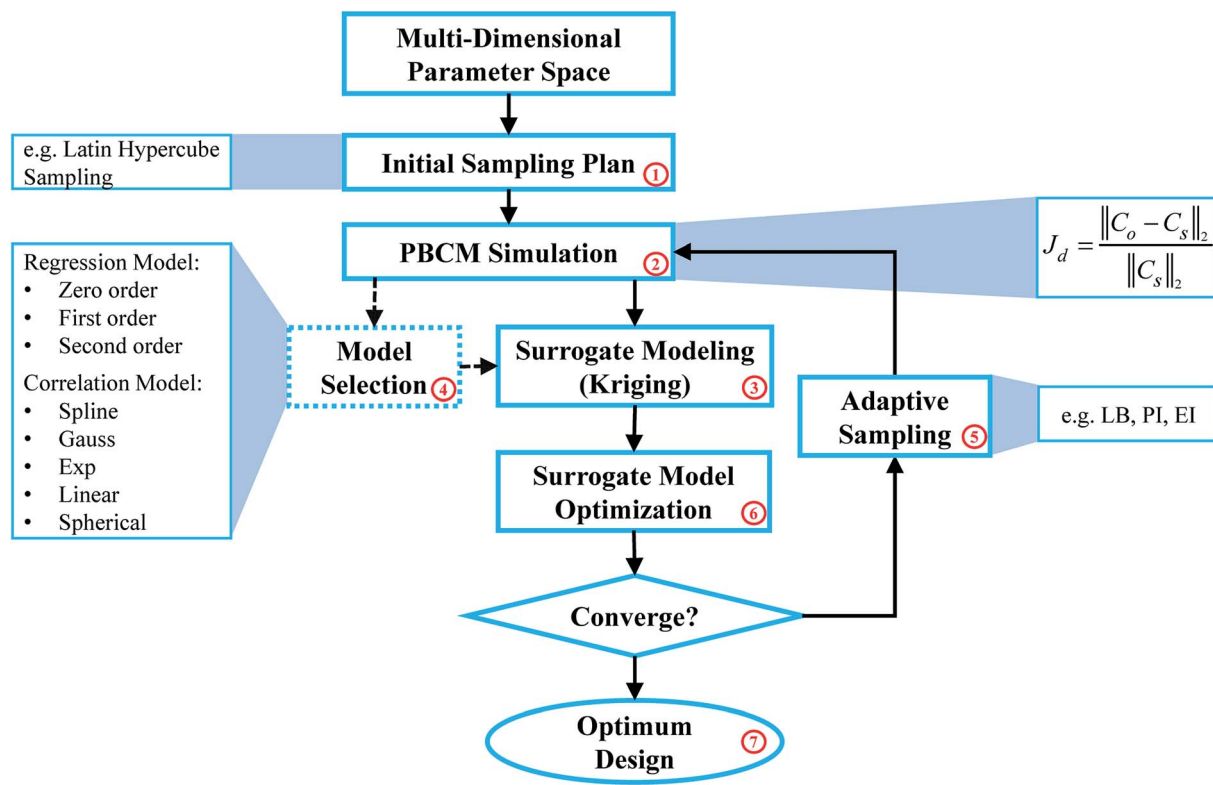 Multi-Dimensional
Parameter Space
e.g. Latin Hypercube
Sampling
Initial Sampling Plan
1
PBCM Simulation
2
J_d = ‖C_o − C_s‖_2 / ‖C_s‖_2
Regression Model:
• Zero order
• First order
• Second order
Correlation Model:
• Spline
• Gauss
• Exp
• Linear
• Spherical
Model
Selection
4
Surrogate Modeling
(Kriging)
3
Adaptive
Sampling
5
e.g. LB, PI, EI
Surrogate Model
Optimization
6
Converge?
Optimum
Design
7